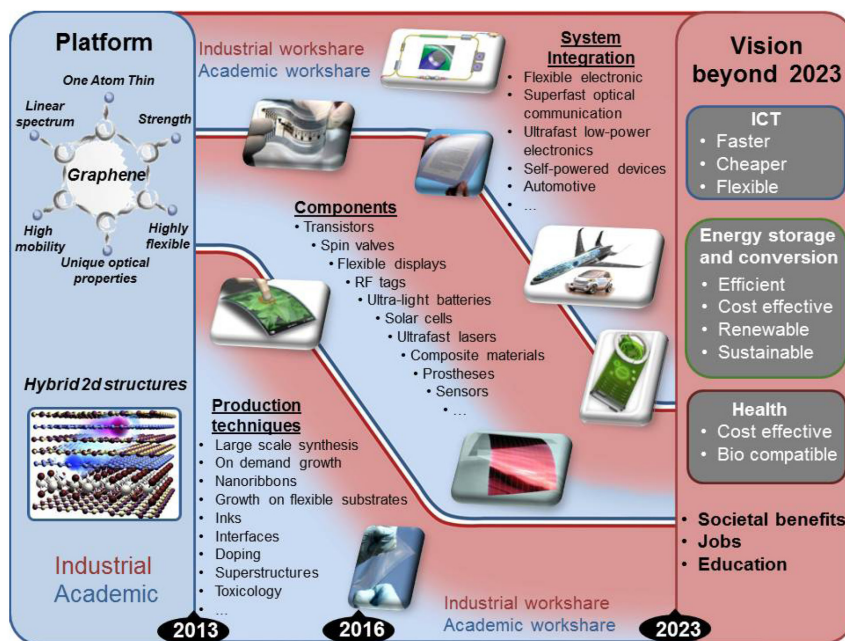 Platform
One Atom Thin
Linear
spectrum
Strength
Graphene
High
mobility
Highly
flexible
Unique optical
properties
Hybrid 2d structures
Industrial
Academic
Industrial workshare
Academic workshare
System
Integration
• Flexible electronic
• Superfast optical
communication
• Ultrafast low-power
electronics
• Self-powered devices
• Automotive
• ...
Components
• Transistors
• Spin valves
• Flexible displays
• RF tags
• Ultra-light batteries
• Solar cells
• Ultrafast lasers
• Composite materials
• Prostheses
• Sensors
• ...
Production
techniques
• Large scale synthesis
• On demand growth
• Nanoribbons
• Growth on flexible substrates
• Inks
• Interfaces
• Doping
• Superstructures
• Toxicology
• ...
Industrial workshare
Academic workshare
2013
2016
2023
Vision
beyond 2023
ICT
• Faster
• Cheaper
• Flexible
Energy storage
and conversion
• Efficient
• Cost effective
• Renewable
• Sustainable
Health
• Cost effective
• Bio compatible
• Societal benefits
• Jobs
• Education